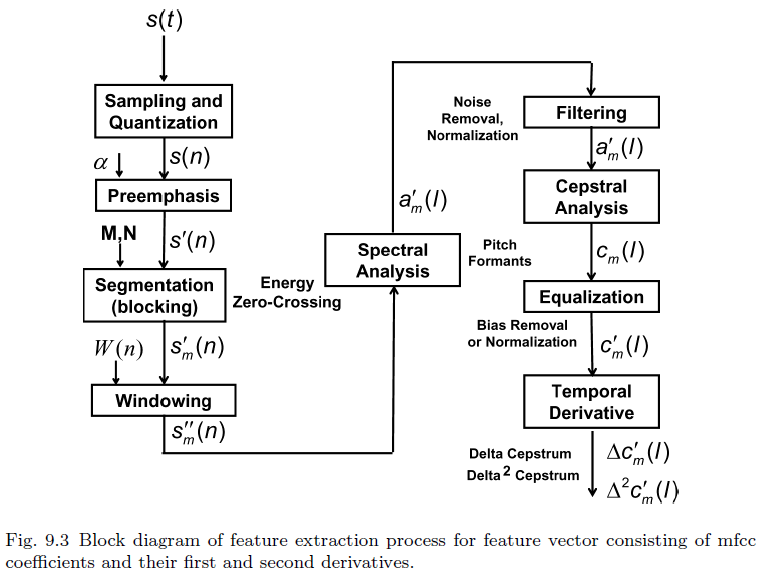 s(t)
Sampling and
Quantization
s(n)
α
Preemphasis
s′(n)
M,N
Segmentation
(blocking)
s′m(n)
W(n)
Windowing
s′′m(n)
Energy
Zero-Crossing
Spectral
Analysis
a′m(l)
Noise
Removal,
Normalization
Filtering
a′m(l)
Cepstral
Analysis
Pitch
Formants
cm(l)
Equalization
Bias Removal
or Normalization
c′m(l)
Temporal
Derivative
Delta Cepstrum
Delta² Cepstrum
Δc′m(l)
Δ²c′m(l)
Fig. 9.3 Block diagram of feature extraction process for feature vector consisting of mfcc
coefficients and their first and second derivatives.